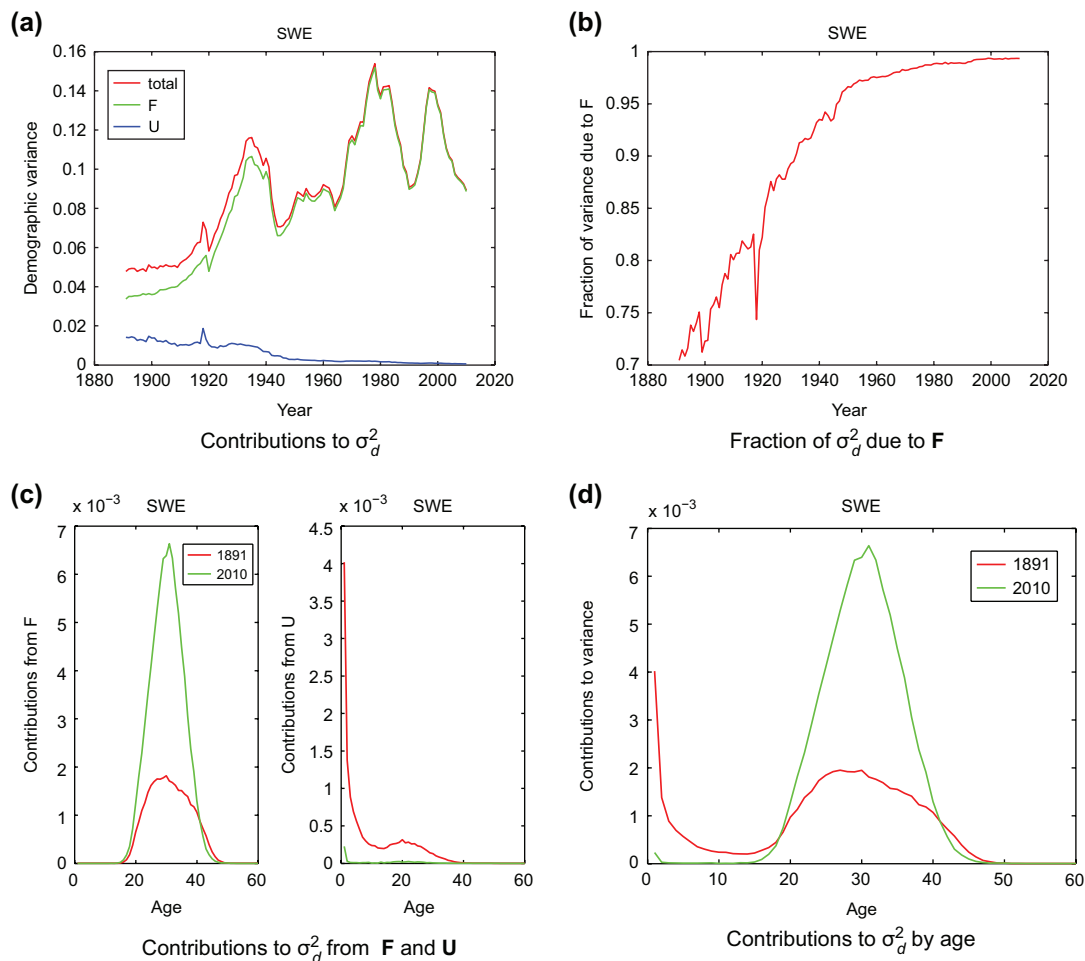 (a)
SWE
0.16
0.14
0.12
0.1
0.08
0.06
0.04
0.02
0
Demographic variance
total
F
U
1880 1900 1920 1940 1960 1980 2000 2020
Year
Contributions to σ²d
(b)
SWE
1
0.95
0.9
0.85
0.8
0.75
0.7
Fraction of variance due to F
1880 1900 1920 1940 1960 1980 2000 2020
Year
Fraction of σ²d due to F
(c)
x 10⁻³
SWE
7
6
5
4
3
2
1
0
Contributions from F
1891
2010
0 20 40 60
Age
x 10⁻³
SWE
4.5
4
3.5
3
2.5
2
1.5
1
0.5
0
Contributions from U
0 20 40 60
Age
Contributions to σ²d from F and U
(d)
x 10⁻³
SWE
7
6
5
4
3
2
1
0
Contributions to variance
1891
2010
0 10 20 30 40 50 60
Age
Contributions to σ²d by age